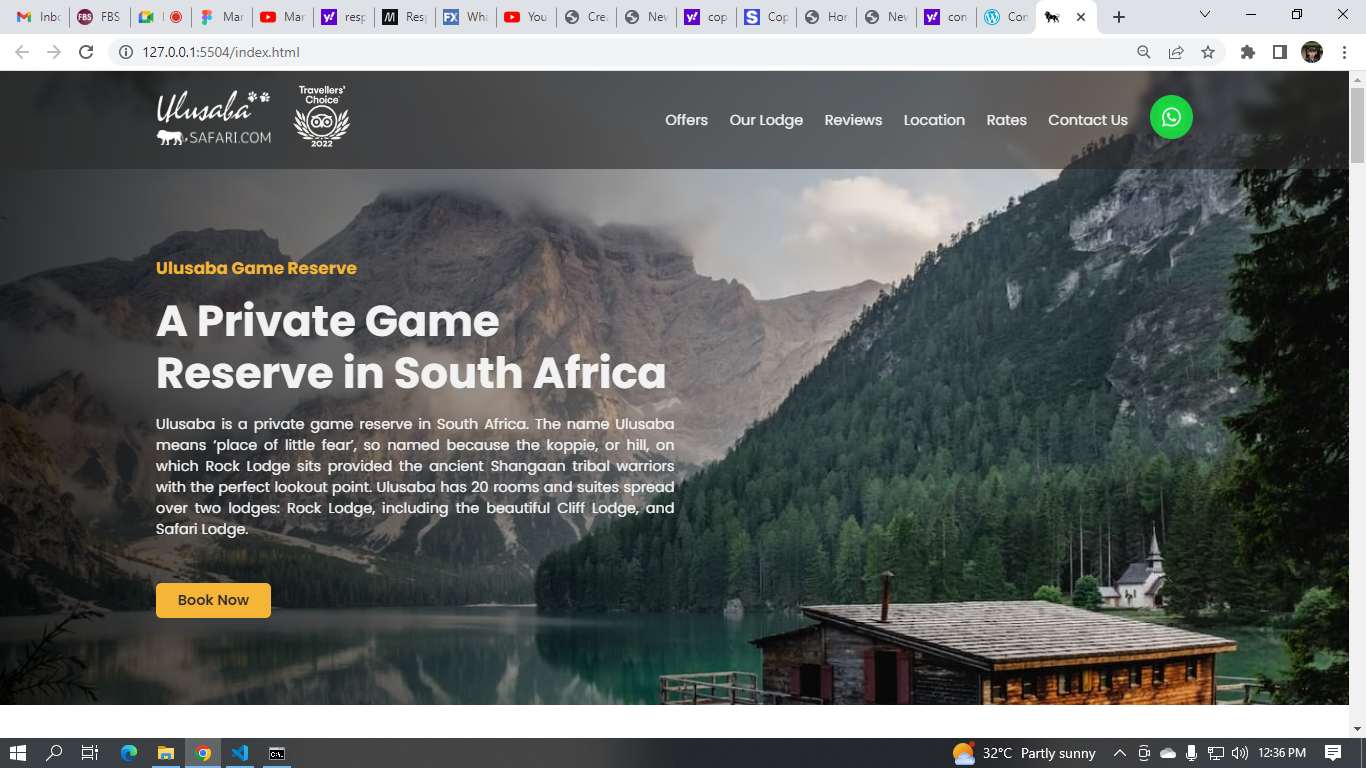 Inbo
FBS
FBS
Mar
Mar
resp
Resp
Wha
You
Crea
New
cop
Cop
Hor
New
con
Con
127.0.0.1:5504/index.html
Ulusaba
SAFARI.COM
Travellers'
Choice
2022
Offers
Our Lodge
Reviews
Location
Rates
Contact Us
Ulusaba Game Reserve
A Private Game
Reserve in South Africa
Ulusaba is a private game reserve in South Africa. The name Ulusaba
means ‘place of little fear’, so named because the koppie, or hill, on
which Rock Lodge sits provided the ancient Shangaan tribal warriors
with the perfect lookout point. Ulusaba has 20 rooms and suites spread
over two lodges: Rock Lodge, including the beautiful Cliff Lodge, and
Safari Lodge.
Book Now
32°C Partly sunny
12:36 PM